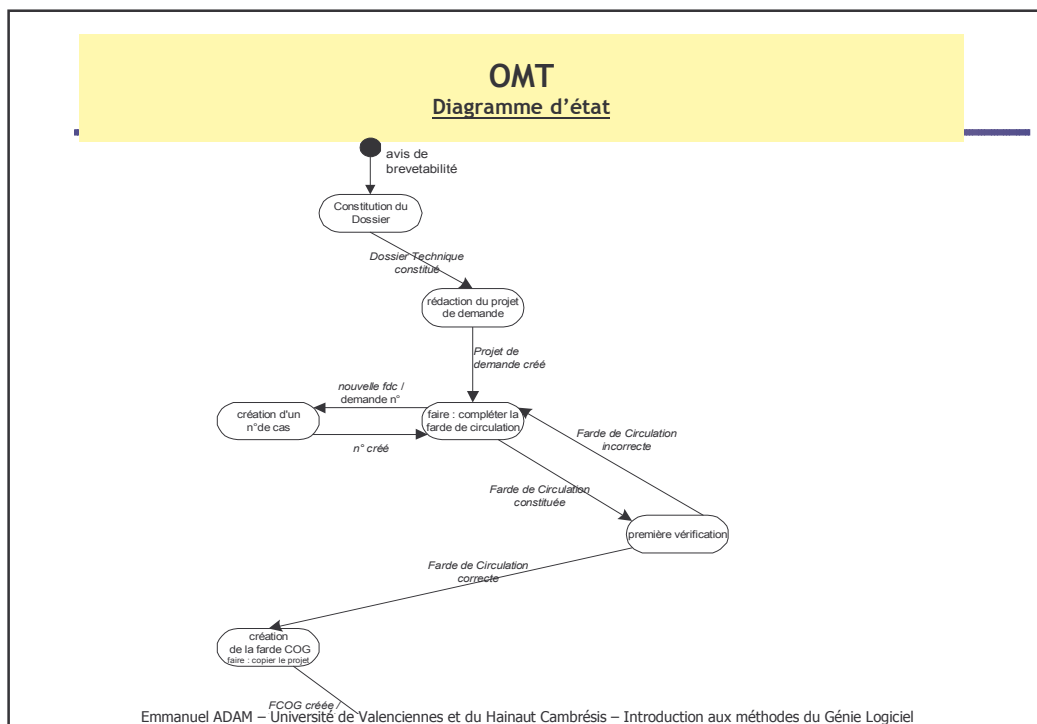 OMT
Diagramme d'état
avis de
brevetabilité
Constitution du
Dossier
Dossier Technique
constitué
rédaction du projet
de demande
Projet de
demande créé
nouvelle fdc /
demande n°
création d'un
n°de cas
faire : compléter la
farde de circulation
n° créé
Farde de Circulation
incorrecte
Farde de Circulation
constituée
première vérification
Farde de Circulation
correcte
création
de la farde COG
faire : copier le projet
FCOG créée /
Emmanuel ADAM – Université de Valenciennes et du Hainaut Cambrésis – Introduction aux méthodes du Génie Logiciel